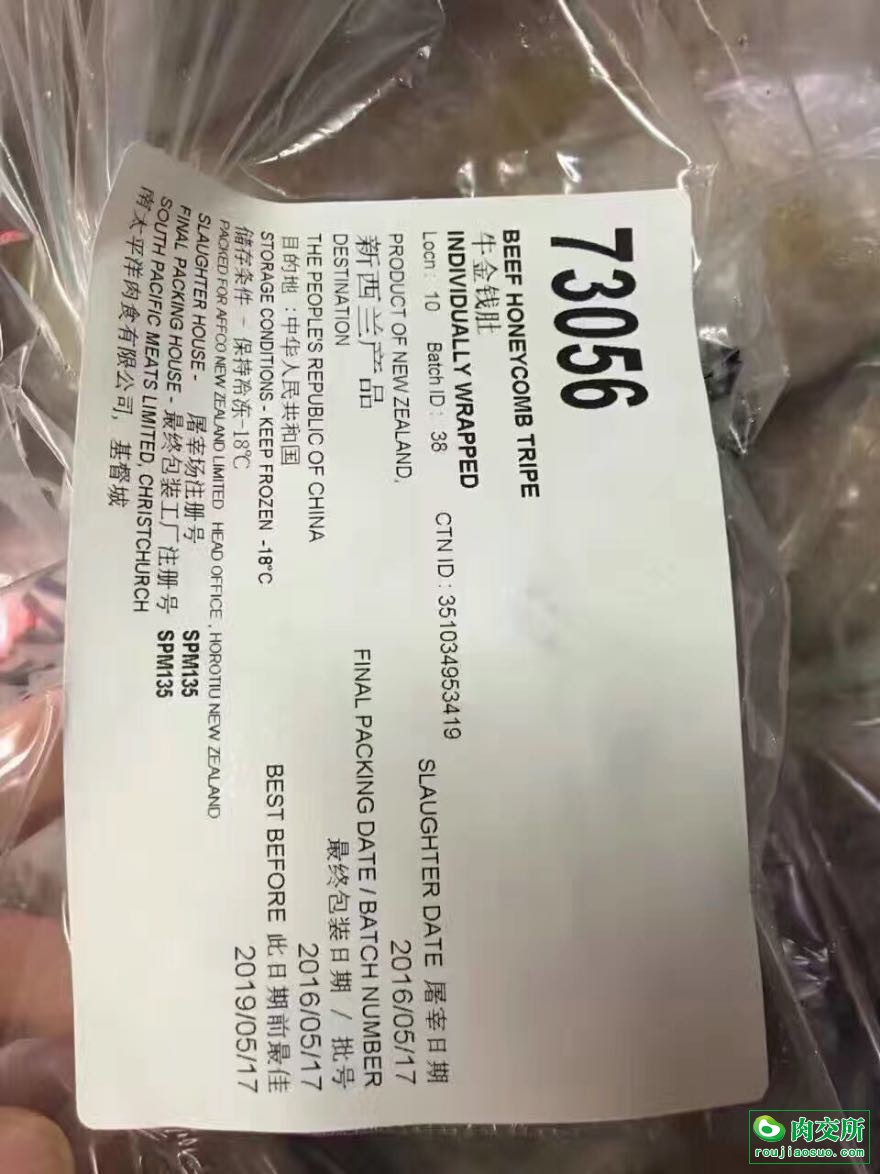 73056
BEEF HONEYCOMB TRIPE
牛金钱肚
INDIVIDUALLY WRAPPED
Locn : 10 Batch ID : 38 CTN ID : 351034953419
PRODUCT OF NEW ZEALAND,
新西兰产品
DESTINATION
THE PEOPLE'S REPUBLIC OF CHINA
目的地 :中华人民共和国
STORAGE CONDITIONS - KEEP FROZEN -18°C
储存条件 - 保持冷冻-18℃
PACKED FOR AFFCO NEW ZEALAND LIMITED HEAD OFFICE , HOROTIU NEW ZEALAND
SLAUGHTER HOUSE - 屠宰场注册号 SPM135
FINAL PACKING HOUSE - 最终包装工厂注册号 SPM135
SOUTH PACIFIC MEATS LIMITED, CHRISTCHURCH
南太平洋肉食有限公司, 基督城
SLAUGHTER DATE 屠宰日期
2016/05/17
FINAL PACKING DATE / BATCH NUMBER
最终包装日期 / 批号
2016/05/17
BEST BEFORE 此日期前最佳
2019/05/17
肉交所
roujiaosuo.com